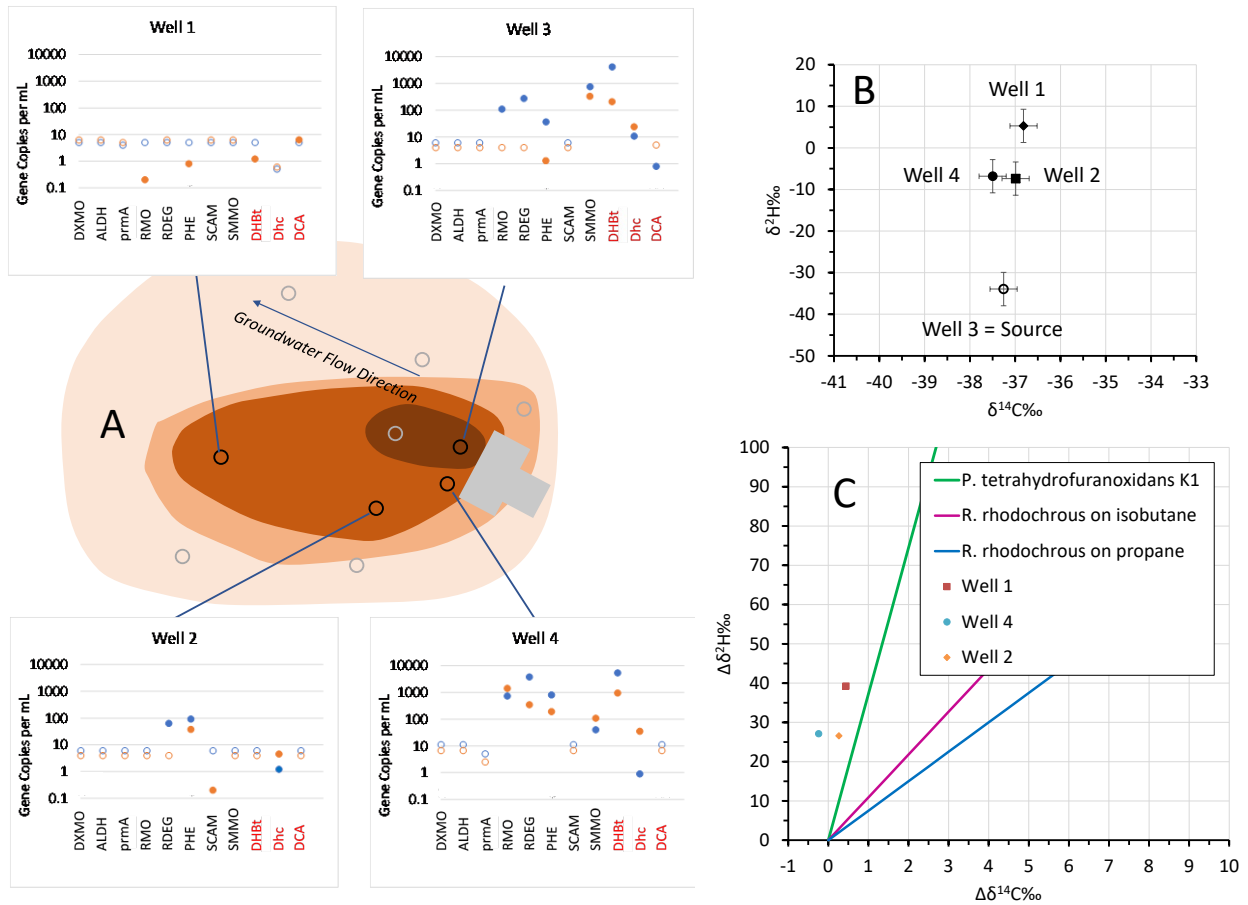 Well 1
10000
1000
100
10
1
0.1
Gene Copies per mL
DXMO
ALDH
prmA
RMO
RDEG
PHE
SCAM
SMMO
DHBt
Dhc
DCA
Well 3
10000
1000
100
10
1
0.1
Gene Copies per mL
DXMO
ALDH
prmA
RMO
RDEG
PHE
SCAM
SMMO
DHBt
Dhc
DCA
A
Groundwater Flow Direction
Well 2
10000
1000
100
10
1
0.1
Gene Copies per mL
DXMO
ALDH
prmA
RMO
RDEG
PHE
SCAM
SMMO
DHBt
Dhc
DCA
Well 4
10000
1000
100
10
1
0.1
Gene Copies per mL
DXMO
ALDH
prmA
RMO
RDEG
PHE
SCAM
SMMO
DHBt
Dhc
DCA
B
20
10
0
-10
-20
-30
-40
-50
δ²H‰
Well 1
Well 4
Well 2
Well 3 = Source
-41 -40 -39 -38 -37 -36 -35 -34 -33
δ¹⁴C‰
C
100
90
80
70
60
50
40
30
20
10
0
Δδ²H‰
P. tetrahydrofuranoxidans K1
R. rhodochrous on isobutane
R. rhodochrous on propane
Well 1
Well 4
Well 2
-1 0 1 2 3 4 5 6 7 8 9 10
Δδ¹⁴C‰